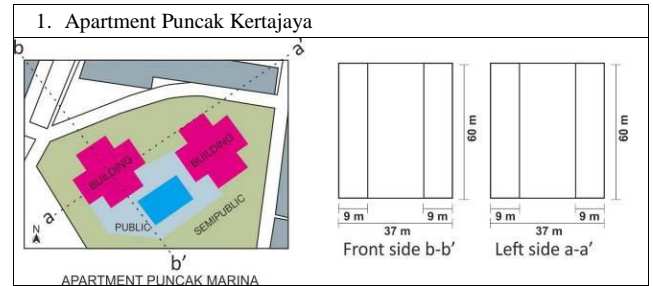 1. Apartment Puncak Kertajaya
b
a'
BUILDING
BUILDING
a
N
PUBLIC
SEMIPUBLIC
b'
APARTMENT PUNCAK MARINA
60 m
9 m
9 m
37 m
Front side b-b'
60 m
9 m
9 m
37 m
Left side a-a'